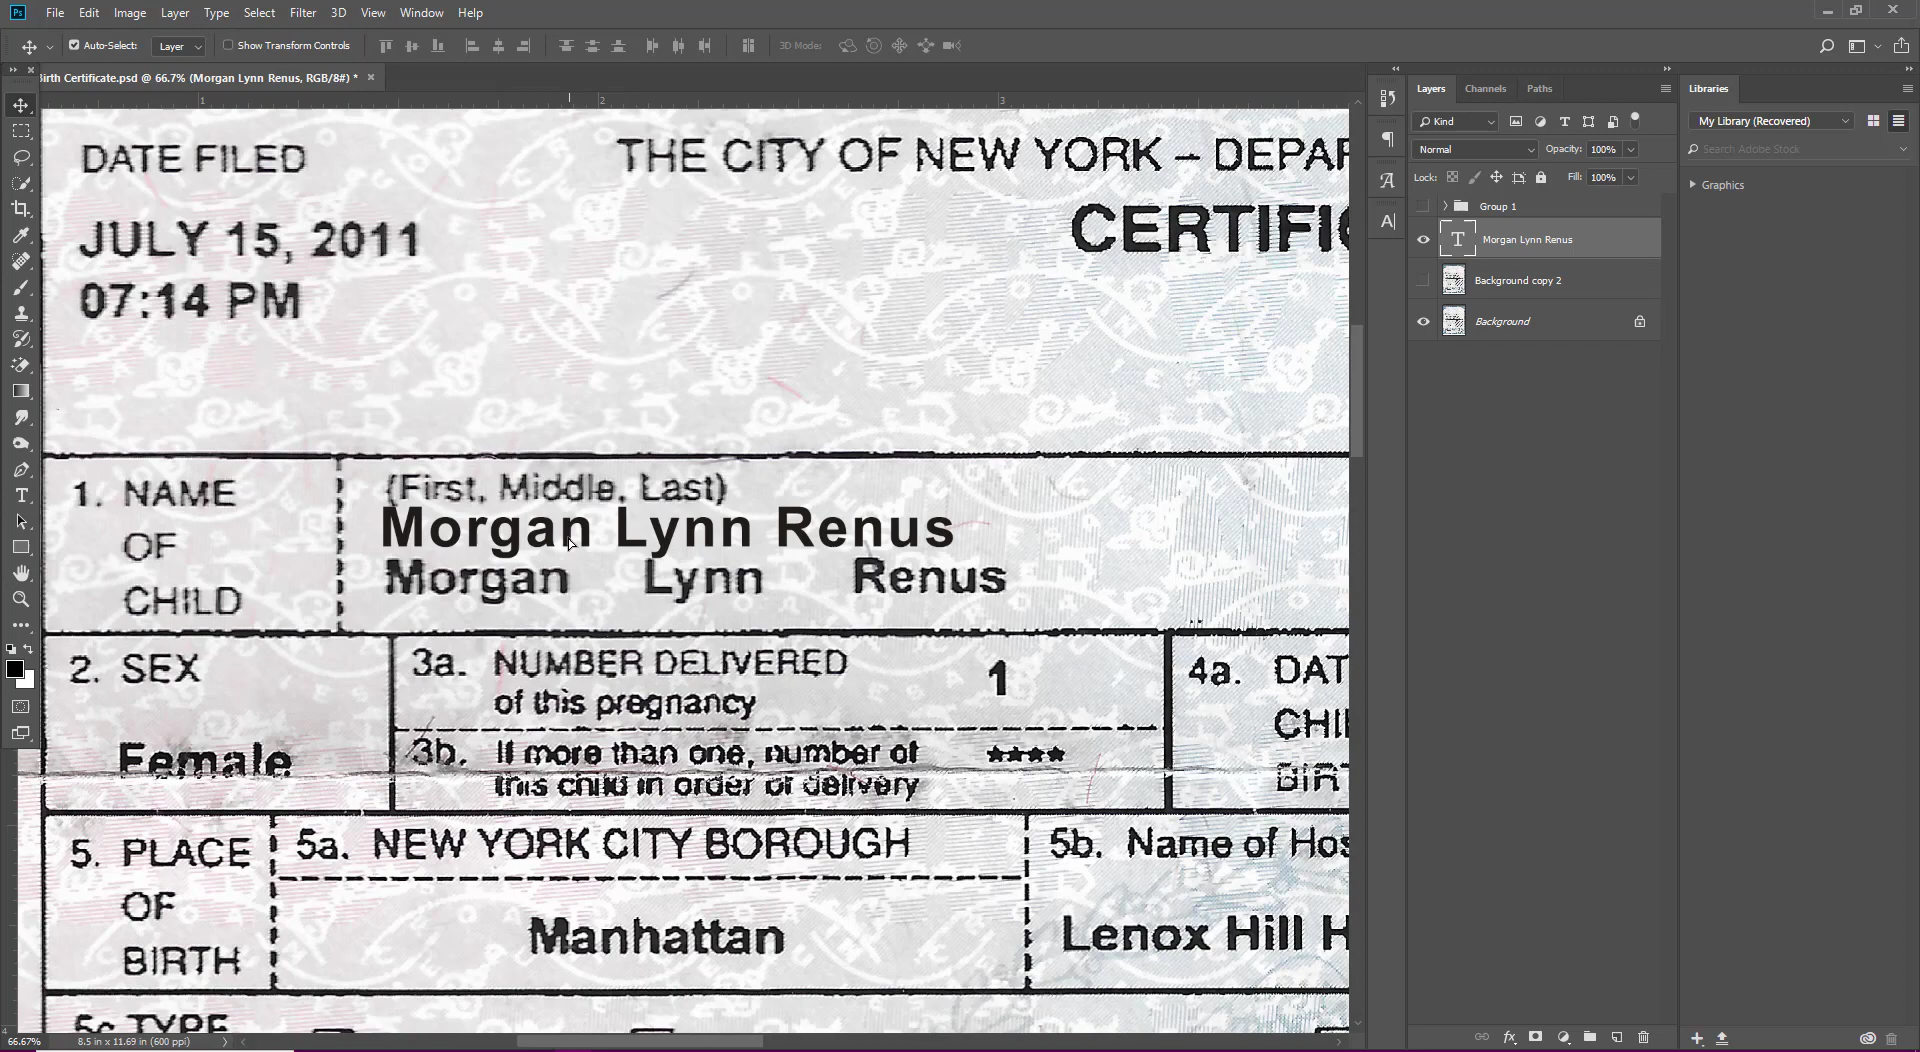 File Edit Image Layer Type Select Filter 3D View Window Help
Auto-Select: Layer Show Transform Controls 3D Mode:
Birth Certificate.psd @ 66.7% (Morgan Lynn Renus, RGB/8#) *
1 2 3
DATE FILED
THE CITY OF NEW YORK – DEPAR
JULY 15, 2011
CERTIFIC
07:14 PM
1. NAME
OF
CHILD
(First, Middle, Last)
Morgan Lynn Renus
Morgan Lynn Renus
2. SEX
Female
3a. NUMBER DELIVERED
of this pregnancy
1
3b. If more than one, number of
this child in order of delivery
****
4a. DAT
CHI
BIRT
5. PLACE
OF
BIRTH
5a. NEW YORK CITY BOROUGH
Manhattan
5b. Name of Hos
Lenox Hill H
5c TYPE
66.67% 8.5 in x 11.69 in (600 ppi)
Layers Channels Paths
Kind
Normal Opacity: 100%
Lock: Fill: 100%
Group 1
Morgan Lynn Renus
Background copy 2
Background
Libraries
My Library (Recovered)
Search Adobe Stock
Graphics